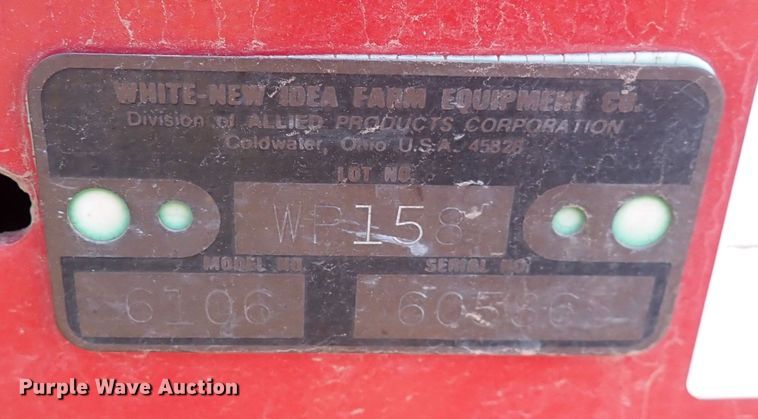 WHITE-NEW IDEA FARM EQUIPMENT CO.
Division of ALLIED PRODUCTS CORPORATION
Coldwater, Ohio U.S.A. 45828
LOT NO.
WP158
MODEL NO. SERIAL NO.
6106 60566
Purple Wave Auction